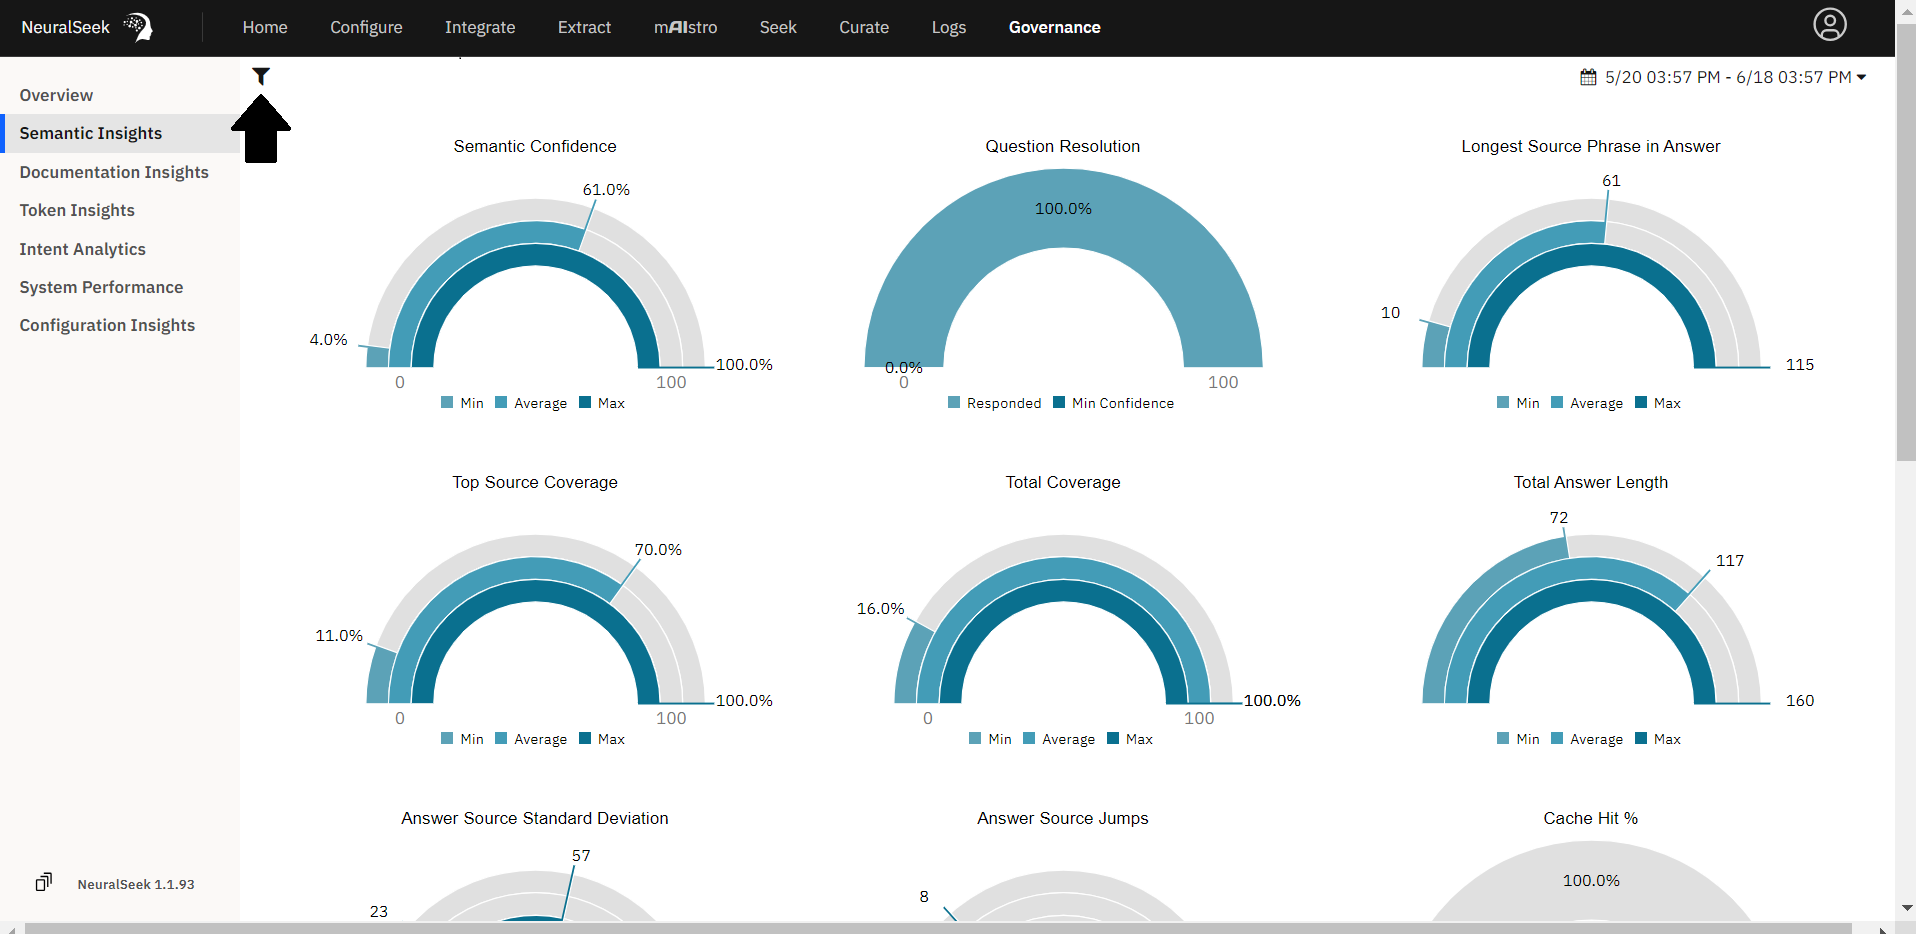 NeuralSeek
Home Configure Integrate Extract mAIstro Seek Curate Logs Governance
5/20 03:57 PM - 6/18 03:57 PM
Overview
Semantic Insights
Documentation Insights
Token Insights
Intent Analytics
System Performance
Configuration Insights
NeuralSeek 1.1.93
Semantic Confidence
61.0%
4.0%
100.0%
0 100
Min Average Max
Question Resolution
100.0%
0.0%
0 100
Responded Min Confidence
Longest Source Phrase in Answer
61
10
115
Min Average Max
Top Source Coverage
70.0%
11.0%
100.0%
0 100
Min Average Max
Total Coverage
16.0%
100.0%
0 100
Min Average Max
Total Answer Length
72
117
160
Min Average Max
Answer Source Standard Deviation
57
23
Answer Source Jumps
8
Cache Hit %
100.0%